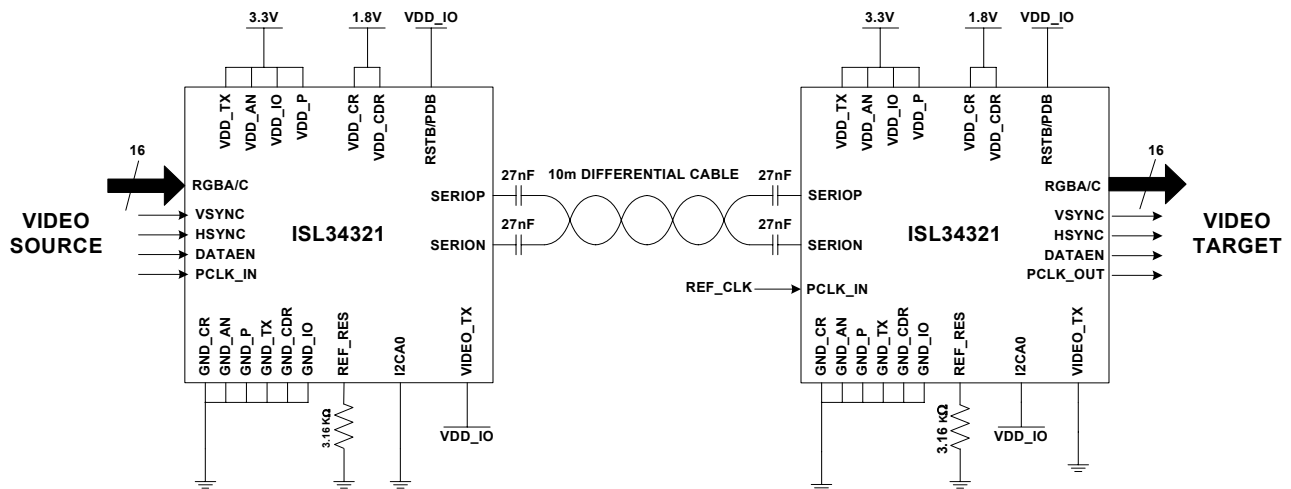 3.3V 1.8V VDD_IO 3.3V 1.8V VDD_IO
VDD_TX VDD_AN VDD_IO VDD_P VDD_CR VDD_CDR RSTB/PDB VDD_TX VDD_AN VDD_IO VDD_P VDD_CR VDD_CDR RSTB/PDB
16 16
27nF 10m DIFFERENTIAL CABLE 27nF
RGBA/C SERIOP SERIOP RGBA/C
VIDEO SOURCE
VSYNC VSYNC
27nF 27nF
HSYNC ISL34321 ISL34321 HSYNC
VIDEO TARGET
SERION SERION
DATAEN DATAEN
PCLK_IN PCLK_OUT
REF_CLK PCLK_IN
GND_CR GND_AN GND_P GND_TX GND_CDR GND_IO REF_RES I2CA0 VIDEO_TX GND_CR GND_AN GND_P GND_TX GND_CDR GND_IO REF_RES I2CA0 VIDEO_TX
3.16 KΩ VDD_IO 3.16 KΩ VDD_IO